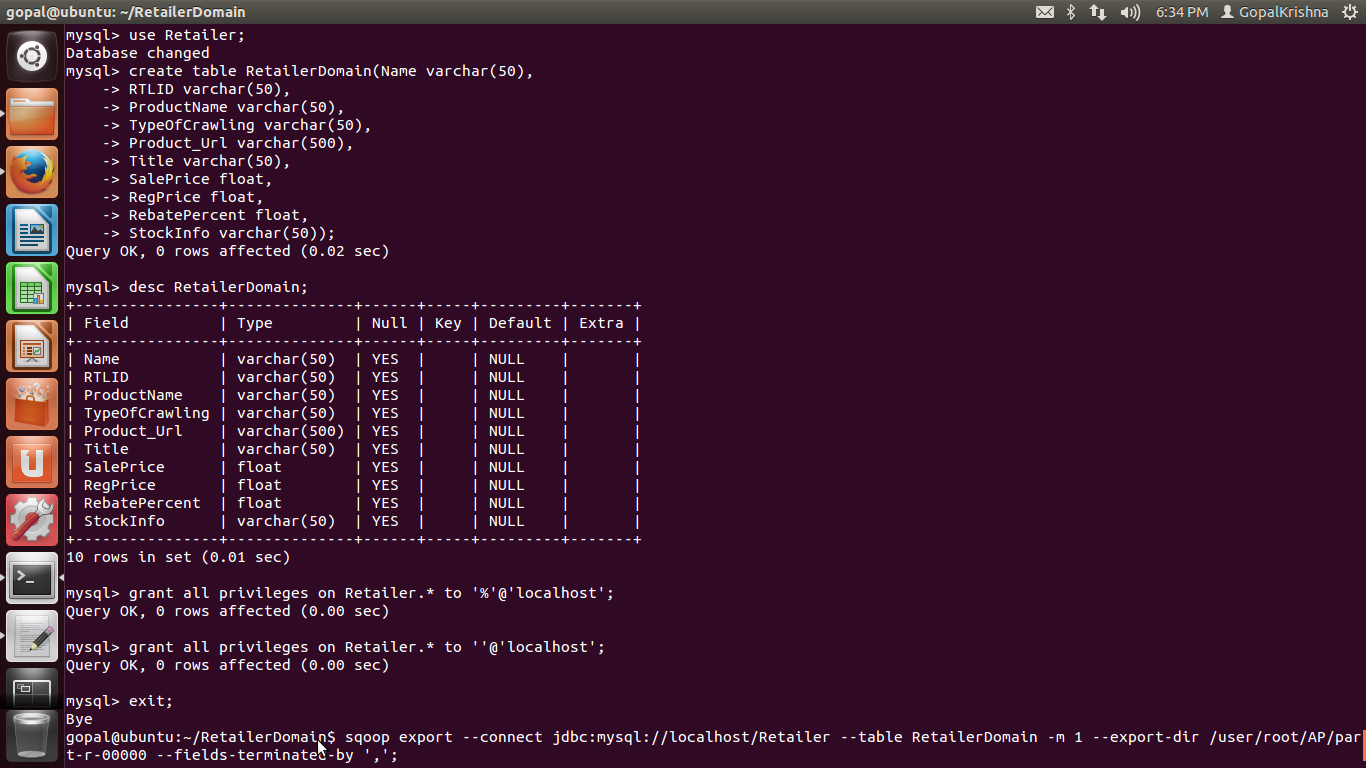 gopal@ubuntu: ~/RetailerDomain
6:34 PM
GopalKrishna
mysql> use Retailer;
Database changed
mysql> create table RetailerDomain(Name varchar(50),
    -> RTLID varchar(50),
    -> ProductName varchar(50),
    -> TypeOfCrawling varchar(50),
    -> Product_Url varchar(500),
    -> Title varchar(50),
    -> SalePrice float,
    -> RegPrice float,
    -> RebatePercent float,
    -> StockInfo varchar(50));
Query OK, 0 rows affected (0.02 sec)
mysql> desc RetailerDomain;
+----------------+--------------+------+-----+---------+-------+
| Field          | Type         | Null | Key | Default | Extra |
+----------------+--------------+------+-----+---------+-------+
| Name           | varchar(50)  | YES  |     | NULL    |       |
| RTLID          | varchar(50)  | YES  |     | NULL    |       |
| ProductName    | varchar(50)  | YES  |     | NULL    |       |
| TypeOfCrawling | varchar(50)  | YES  |     | NULL    |       |
| Product_Url    | varchar(500) | YES  |     | NULL    |       |
| Title          | varchar(50)  | YES  |     | NULL    |       |
| SalePrice      | float        | YES  |     | NULL    |       |
| RegPrice       | float        | YES  |     | NULL    |       |
| RebatePercent  | float        | YES  |     | NULL    |       |
| StockInfo      | varchar(50)  | YES  |     | NULL    |       |
+----------------+--------------+------+-----+---------+-------+
10 rows in set (0.01 sec)
mysql> grant all privileges on Retailer.* to '%'@'localhost';
Query OK, 0 rows affected (0.00 sec)
mysql> grant all privileges on Retailer.* to ''@'localhost';
Query OK, 0 rows affected (0.00 sec)
mysql> exit;
Bye
gopal@ubuntu:~/RetailerDomain$ sqoop export --connect jdbc:mysql://localhost/Retailer --table RetailerDomain -m 1 --export-dir /user/root/AP/par
t-r-00000 --fields-terminated-by ',';